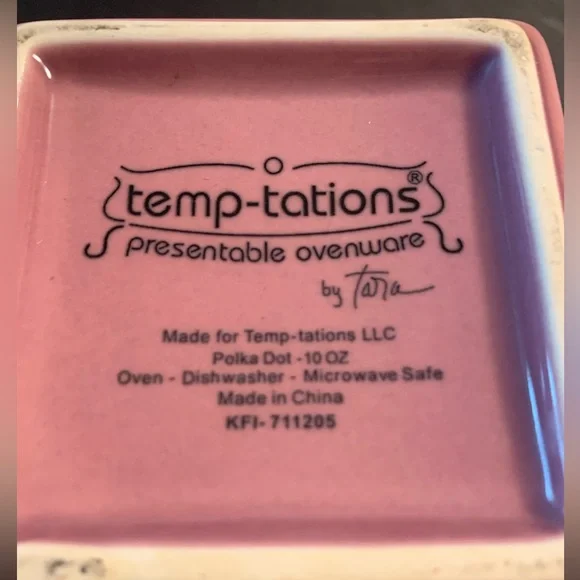 temp-tations®
presentable ovenware
by Tara
Made for Temp-tations LLC
Polka Dot -10 OZ
Oven - Dishwasher - Microwave Safe
Made in China
KFI- 711205